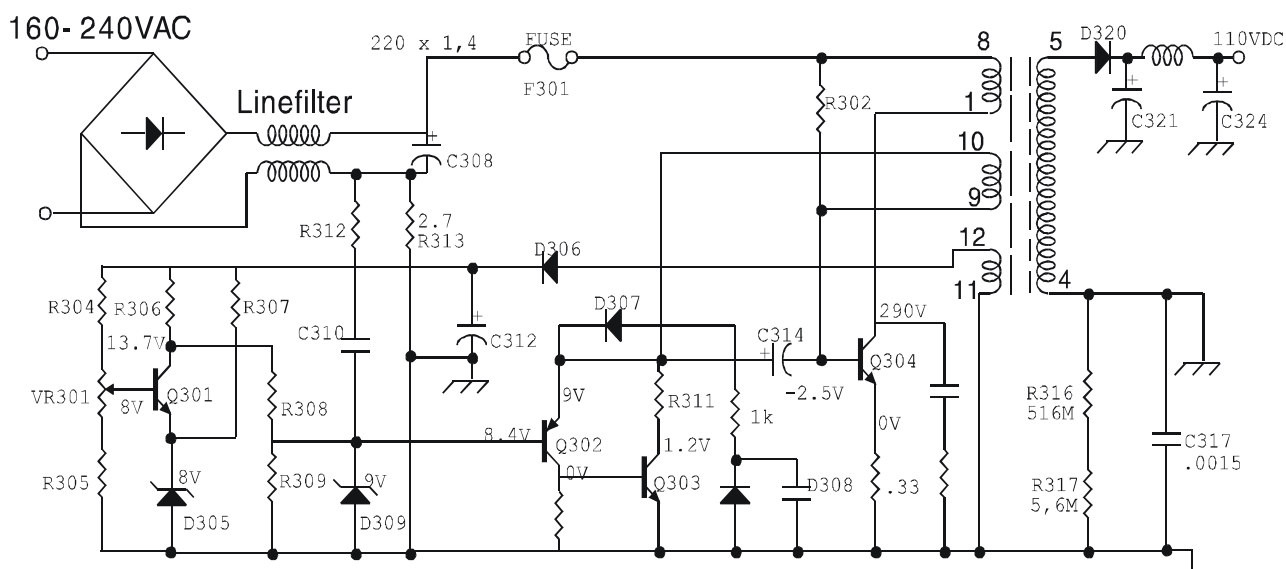 160- 240VAC
220 x 1,4
FUSE
F301
8
5
D320
110VDC
Linefilter
1
R302
C321
C324
C308
10
9
R312
2.7
R313
D306
12
11
4
R304
R306
R307
D307
290V
C310
C312
C314
13.7V
Q304
VR301
8V
Q301
R308
9V
R311
-2.5V
1k
0V
R316
516M
8.4V
Q302
1.2V
C317
.0015
R305
8V
R309
9V
0V
Q303
D308
.33
R317
5,6M
D305
D309